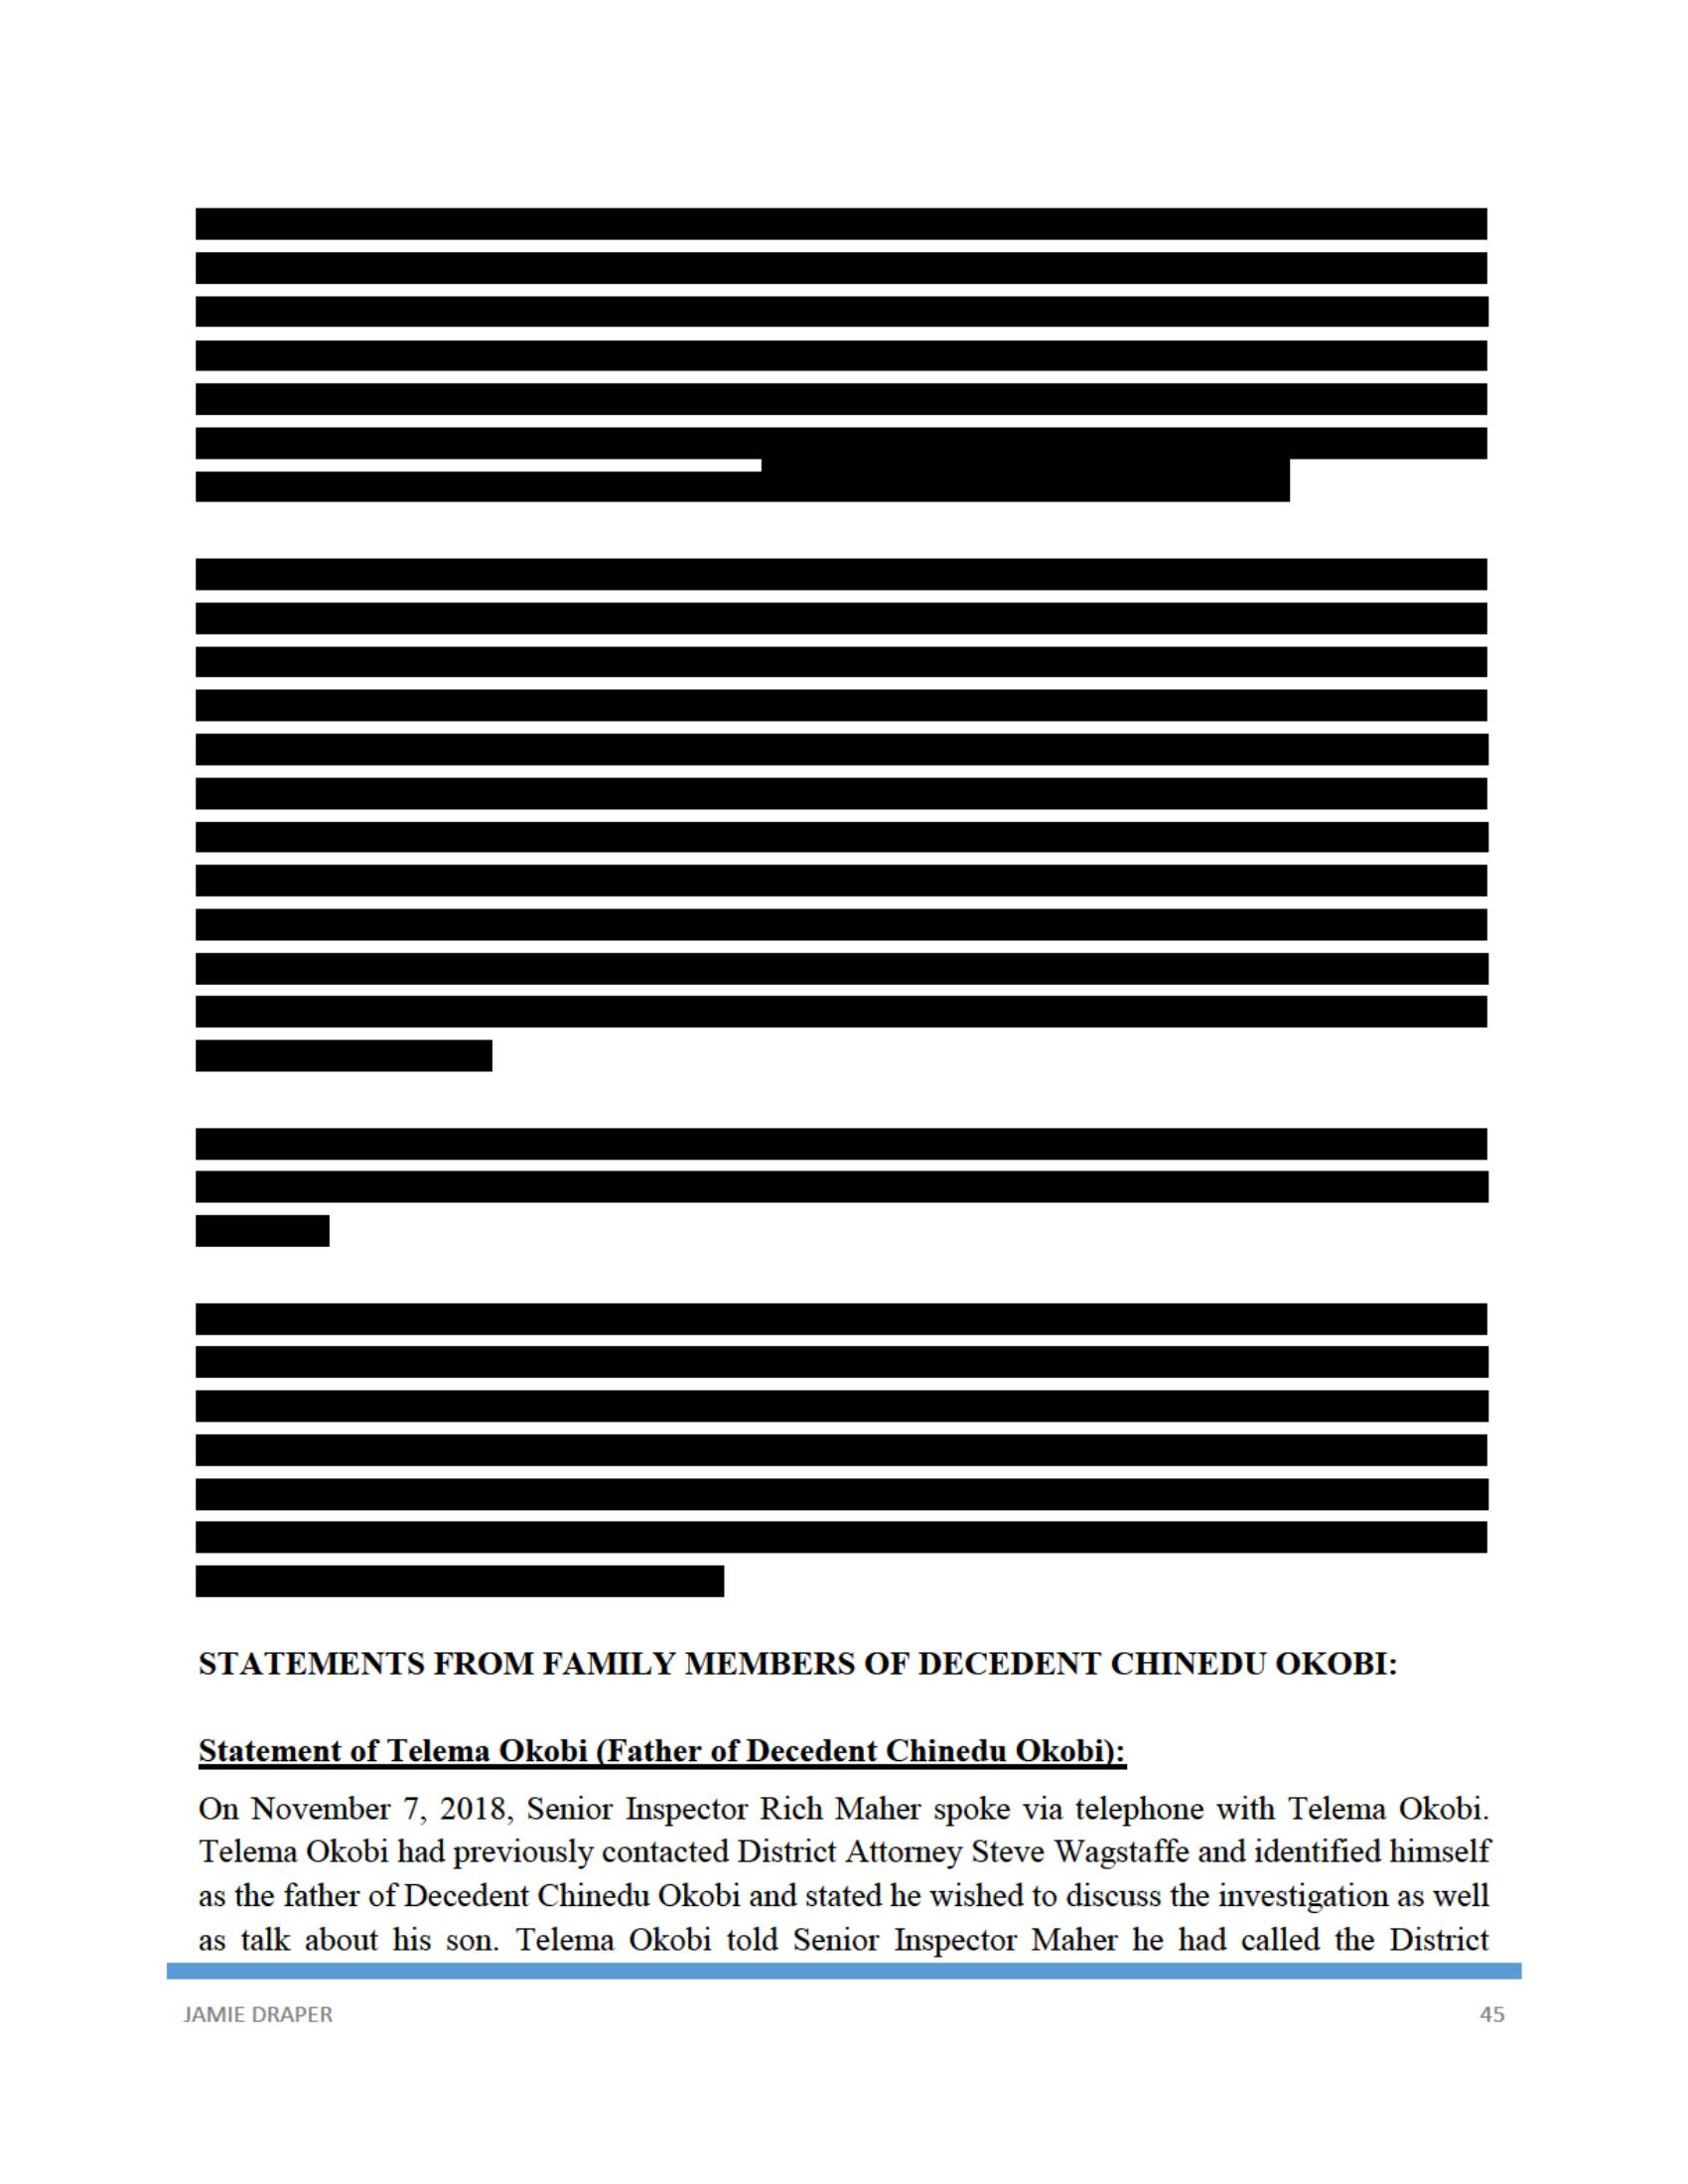 STATEMENTS FROM FAMILY MEMBERS OF DECEDENT CHINEDU OKOBI:
Statement of Telema Okobi (Father of Decedent Chinedu Okobi):
On November 7, 2018, Senior Inspector Rich Maher spoke via telephone with Telema Okobi.
Telema Okobi had previously contacted District Attorney Steve Wagstaffe and identified himself
as the father of Decedent Chinedu Okobi and stated he wished to discuss the investigation as well
as talk about his son. Telema Okobi told Senior Inspector Maher he had called the District
JAMIE DRAPER 45